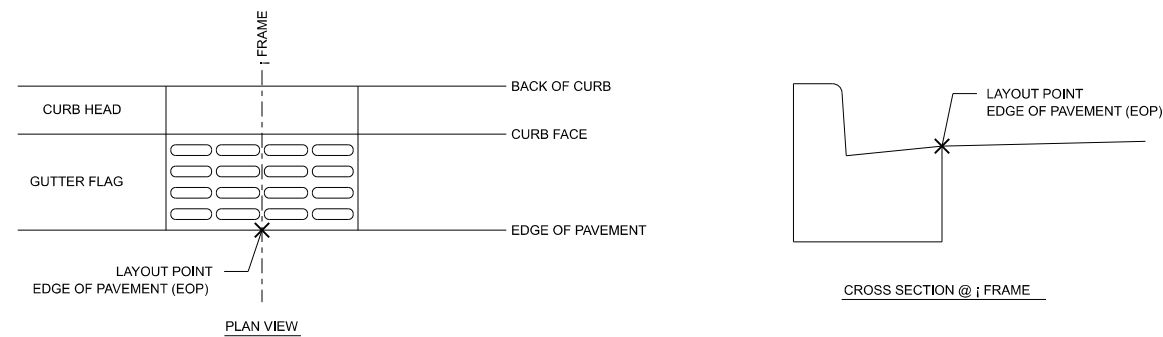 ¡ FRAME
BACK OF CURB
CURB HEAD
CURB FACE
GUTTER FLAG
EDGE OF PAVEMENT
LAYOUT POINT
EDGE OF PAVEMENT (EOP)
PLAN VIEW
LAYOUT POINT
EDGE OF PAVEMENT (EOP)
CROSS SECTION @ ¡ FRAME